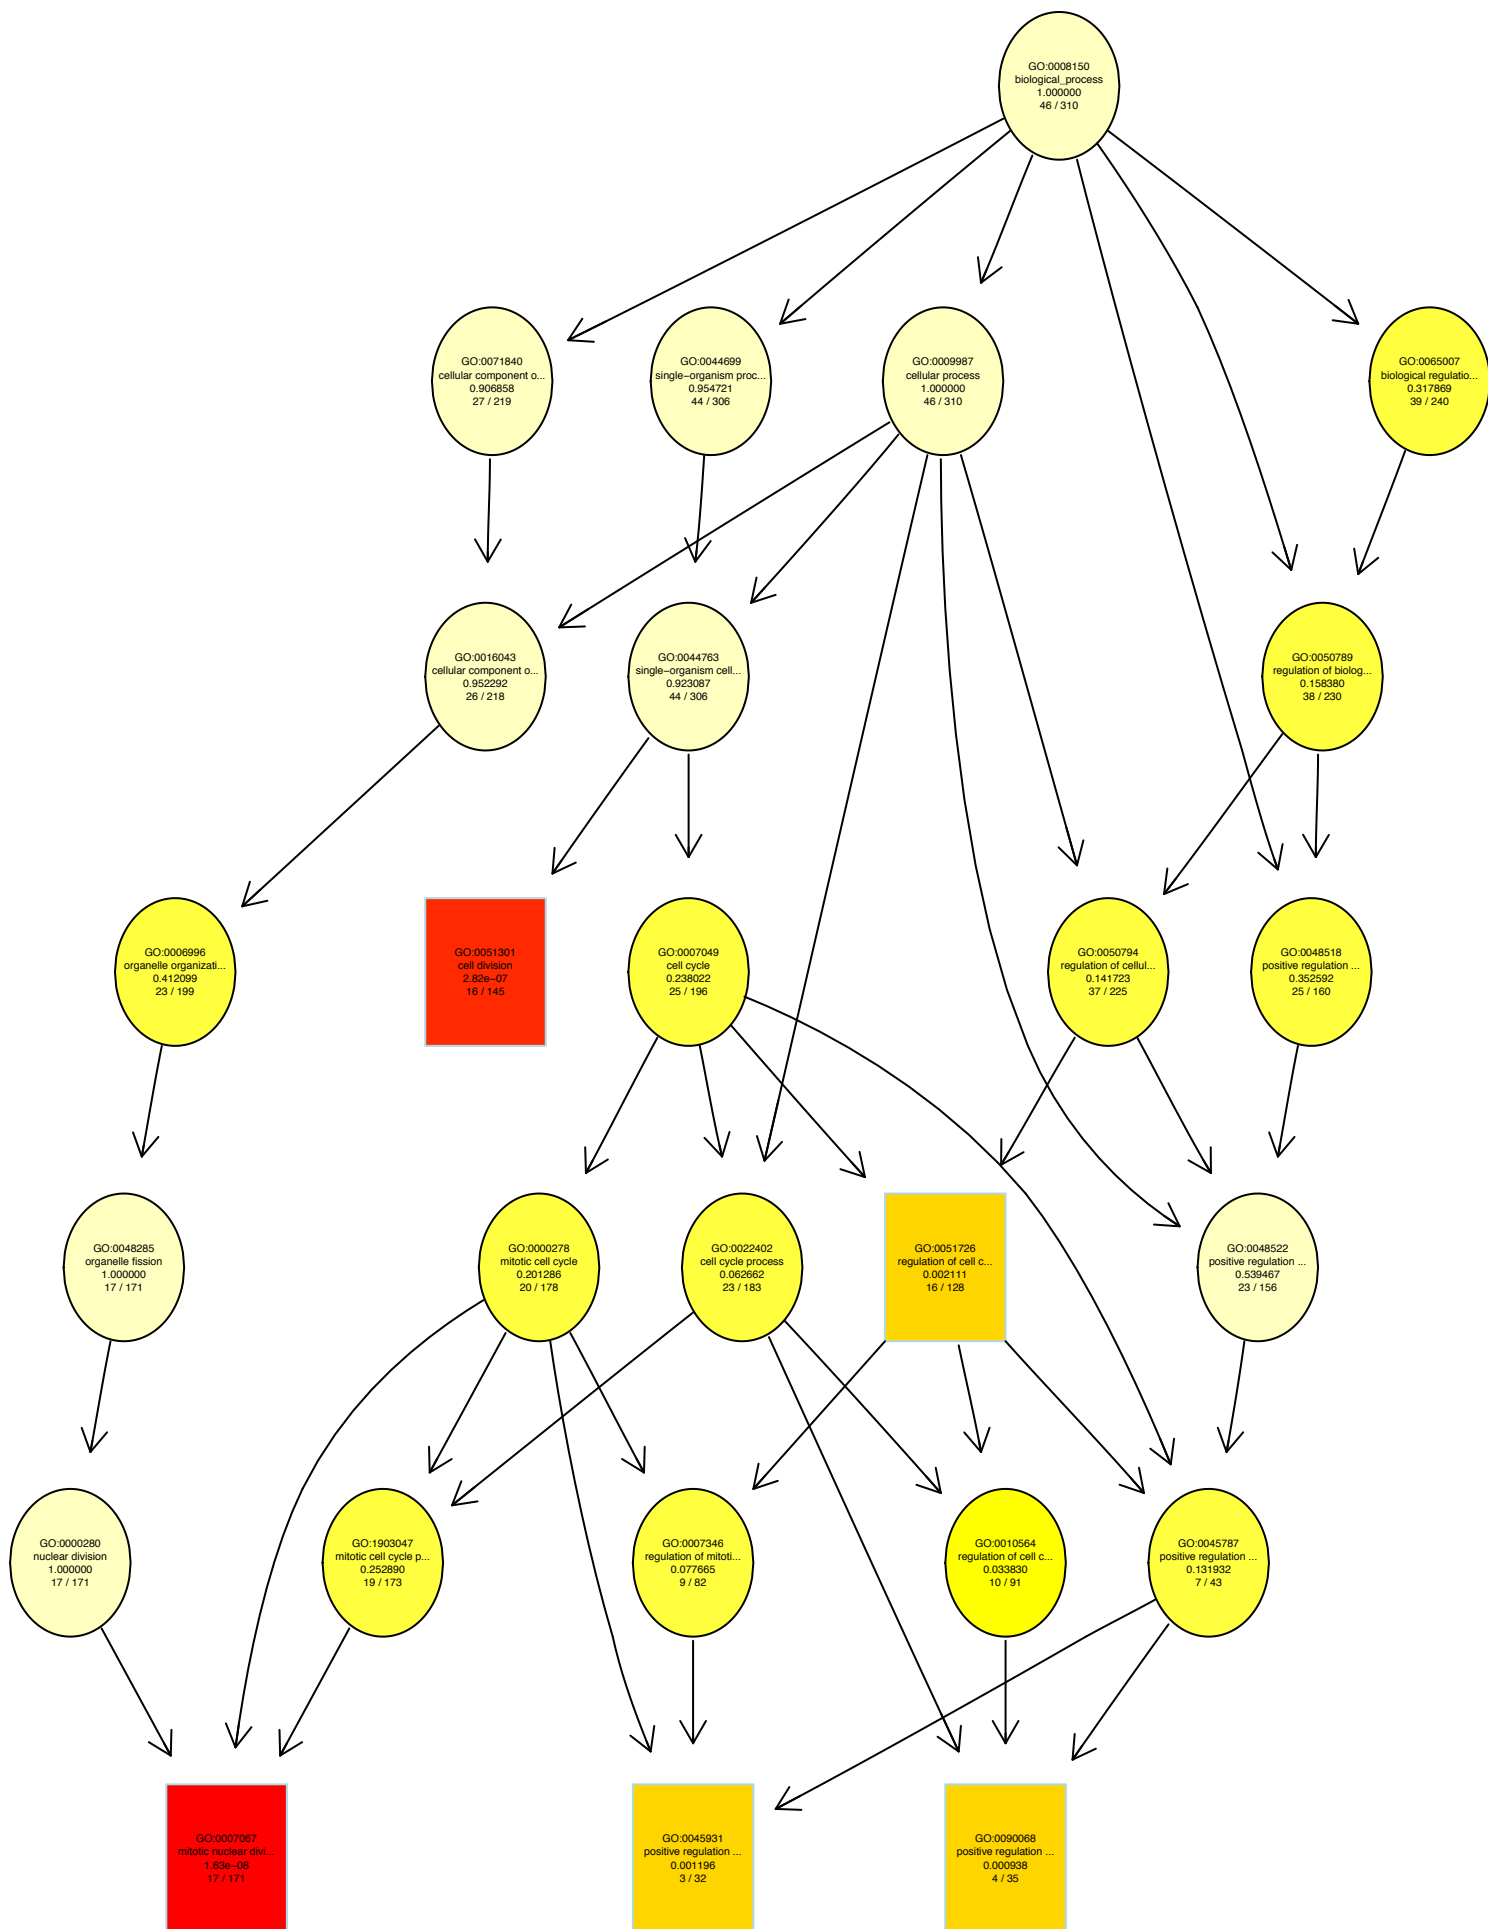 GO:0008150
biological_process
1.000000
46 / 310
GO:0071840
cellular component o...
0.906858
27 / 219
GO:0044699
single−organism proc...
0.954721
44 / 306
GO:0009987
cellular process
1.000000
46 / 310
GO:0065007
biological regulatio...
0.317869
39 / 240
GO:0016043
cellular component o...
0.952292
26 / 218
GO:0044763
single−organism cell...
0.923087
44 / 306
GO:0050789
regulation of biolog...
0.158380
38 / 230
GO:0006996
organelle organizati...
0.412099
23 / 199
GO:0051301
cell division
2.82e−07
16 / 145
GO:0007049
cell cycle
0.238022
25 / 196
GO:0050794
regulation of cellul...
0.141723
37 / 225
GO:0048518
positive regulation ...
0.352592
25 / 160
GO:0048285
organelle fission
1.000000
17 / 171
GO:0000278
mitotic cell cycle
0.201286
20 / 178
GO:0022402
cell cycle process
0.062662
23 / 183
GO:0051726
regulation of cell c...
0.002111
16 / 128
GO:0048522
positive regulation ...
0.539467
23 / 156
GO:0000280
nuclear division
1.000000
17 / 171
GO:1903047
mitotic cell cycle p...
0.252890
19 / 173
GO:0007346
regulation of mitoti...
0.077665
9 / 82
GO:0010564
regulation of cell c...
0.033830
10 / 91
GO:0045787
positive regulation ...
0.131932
7 / 43
GO:0007067
mitotic nuclear divi...
1.63e−08
17 / 171
GO:0045931
positive regulation ...
0.001196
3 / 32
GO:0090068
positive regulation ...
0.000938
4 / 35